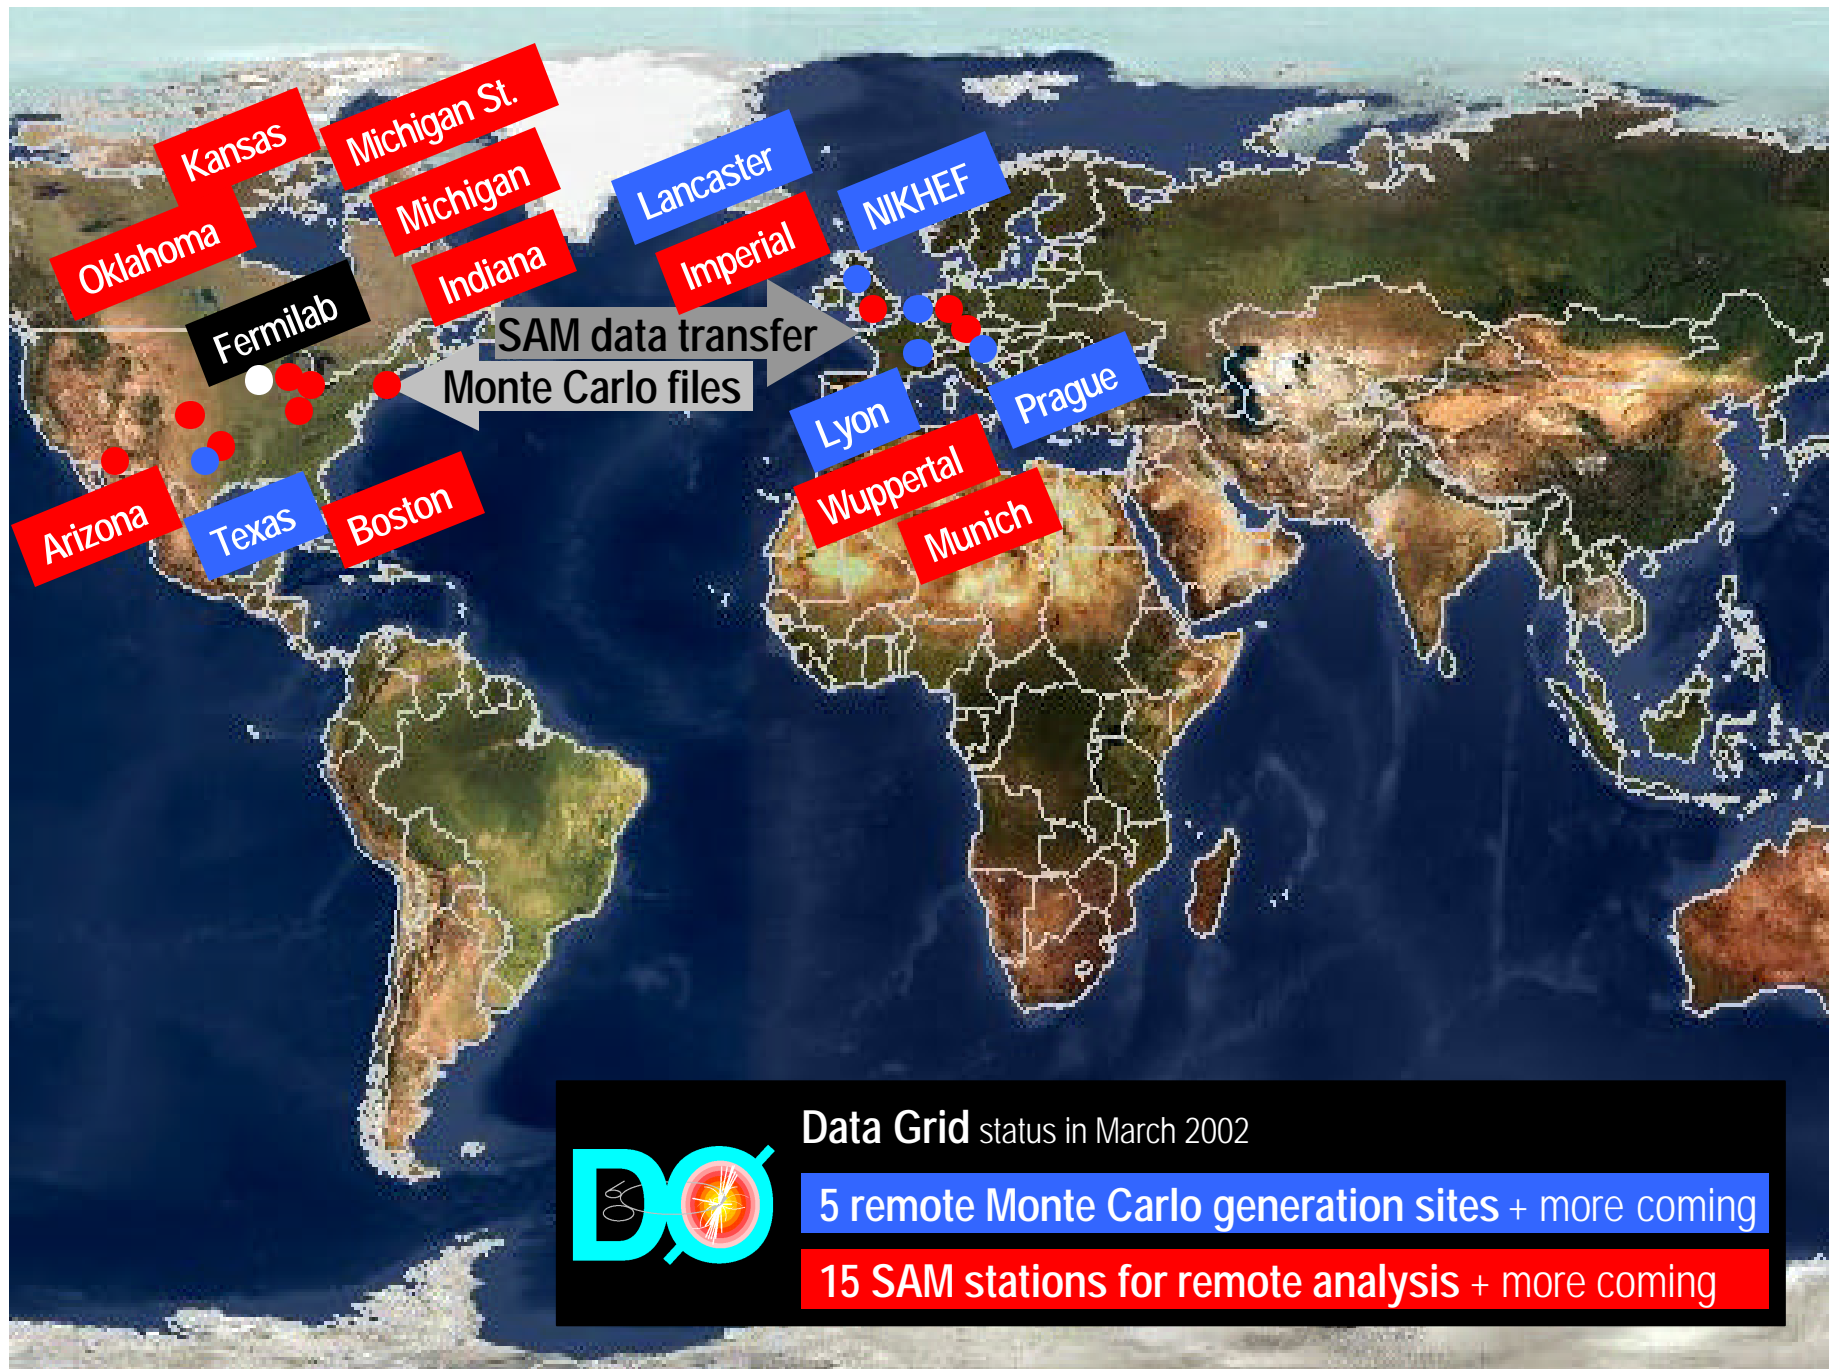 Michigan St.
Kansas
Michigan
Oklahoma
Indiana
Fermilab
Lancaster
NIKHEF
Imperial
SAM data transfer
Monte Carlo files
Lyon
Prague
Wuppertal
Munich
Arizona
Texas
Boston
Data Grid status in March 2002
DØ
5 remote Monte Carlo generation sites + more coming
15 SAM stations for remote analysis + more coming